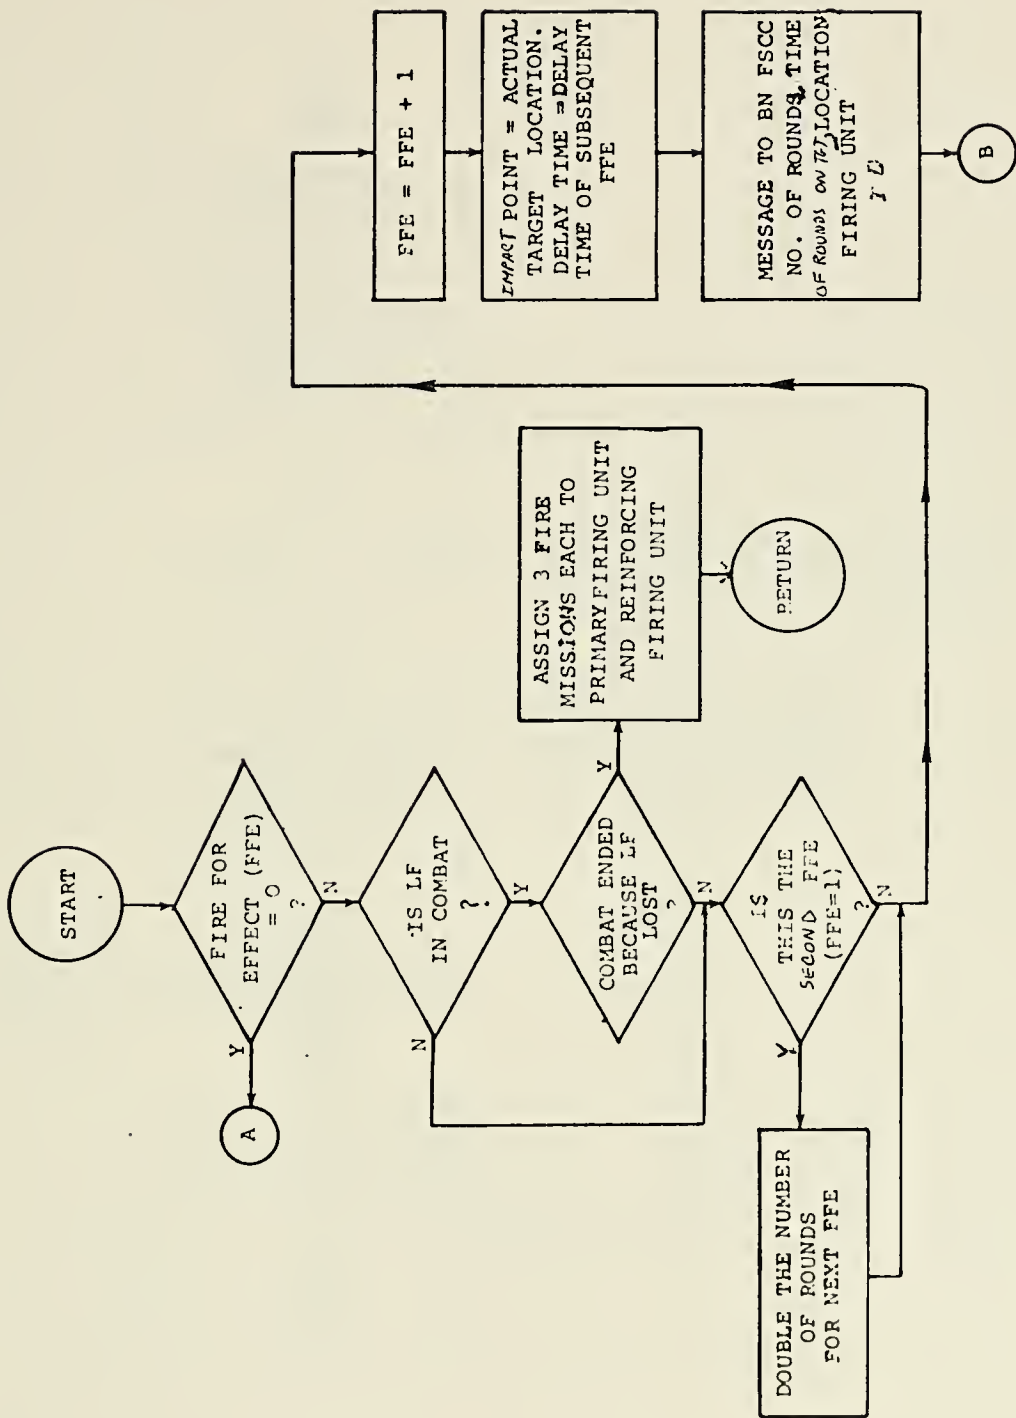 START
FIRE FOR
EFFECT (FFE)
= 0
?
Y
N
A
IS LF
IN COMBAT
?
N
Y
COMBAT ENDED
BECAUSE LF
LOST
?
Y
N
ASSIGN 3 FIRE
MISSIONS EACH TO
PRIMARY FIRING UNIT
AND REINFORCING
FIRING UNIT
RETURN
IS
THIS THE
SECOND FFE
(FFE=1)
?
Y
N
DOUBLE THE NUMBER
OF ROUNDS
FOR NEXT FFE
FFE = FFE + 1
IMPACT POINT = ACTUAL
TARGET LOCATION.
DELAY TIME =DELAY
TIME OF SUBSEQUENT
FFE
MESSAGE TO BN FSCC
NO. OF ROUNDS, TIME
OF ROUNDS ON TGT, LOCATION
FIRING UNIT
B